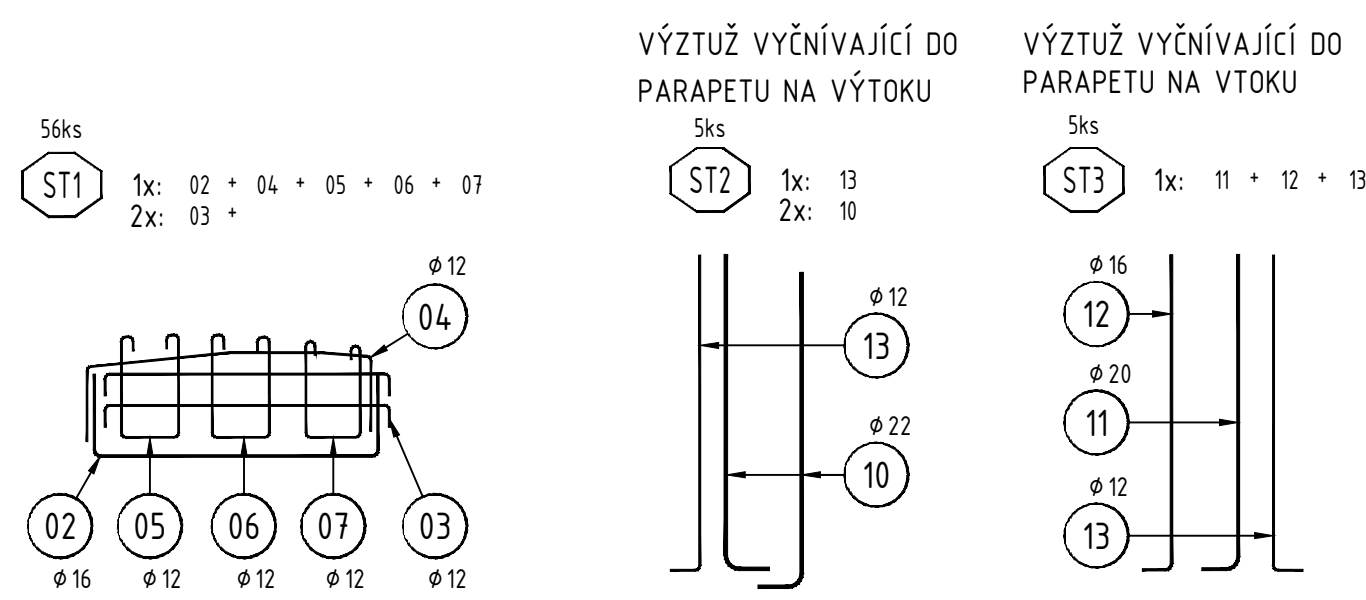 56ks
ST1
1x: 02 + 04 + 05 + 06 + 07
2x: 03 +
ϕ 12
04
02
05
06
07
03
ϕ 16
ϕ 12
ϕ 12
ϕ 12
ϕ 12
VÝZTUŽ VYČNÍVAJÍCÍ DO
PARAPETU NA VÝTOKU
5ks
ST2
1x: 13
2x: 10
ϕ 12
13
ϕ 22
10
VÝZTUŽ VYČNÍVAJÍCÍ DO
PARAPETU NA VTOKU
5ks
ST3
1x: 11 + 12 + 13
ϕ 16
12
ϕ 20
11
ϕ 12
13